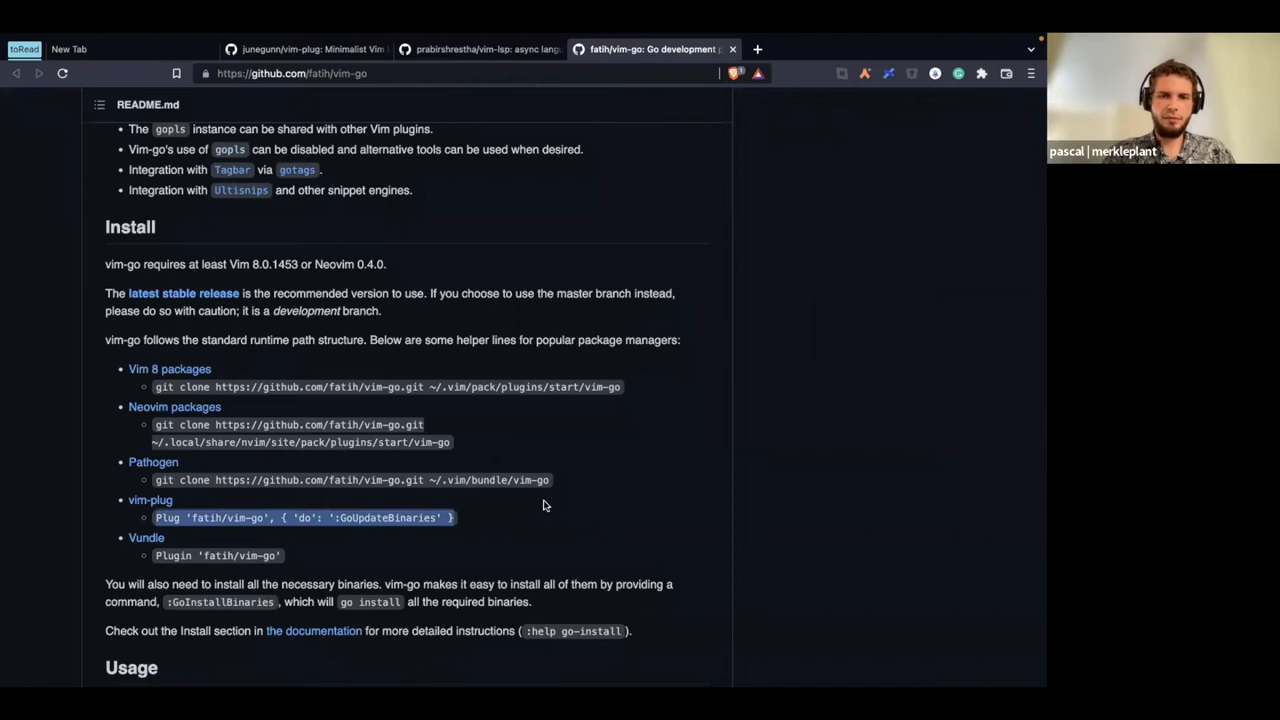 toRead
New Tab
junegunn/vim-plug: Minimalist Vim
prabirshrestha/vim-lsp: async lang
fatih/vim-go: Go development p
https://github.com/fatih/vim-go
1
README.md
• The gopls instance can be shared with other Vim plugins.
• Vim-go's use of gopls can be disabled and alternative tools can be used when desired.
• Integration with Tagbar via gotags.
• Integration with Ultisnips and other snippet engines.
Install
vim-go requires at least Vim 8.0.1453 or Neovim 0.4.0.
The latest stable release is the recommended version to use. If you choose to use the master branch instead,
please do so with caution; it is a development branch.
vim-go follows the standard runtime path structure. Below are some helper lines for popular package managers:
• Vim 8 packages
○ git clone https://github.com/fatih/vim-go.git ~/.vim/pack/plugins/start/vim-go
• Neovim packages
○ git clone https://github.com/fatih/vim-go.git
~/.local/share/nvim/site/pack/plugins/start/vim-go
• Pathogen
○ git clone https://github.com/fatih/vim-go.git ~/.vim/bundle/vim-go
• vim-plug
○ Plug 'fatih/vim-go', { 'do': ':GoUpdateBinaries' }
• Vundle
○ Plugin 'fatih/vim-go'
You will also need to install all the necessary binaries. vim-go makes it easy to install all of them by providing a
command, :GoInstallBinaries, which will go install all the required binaries.
Check out the Install section in the documentation for more detailed instructions (:help go-install).
Usage
pascal | merkleplant